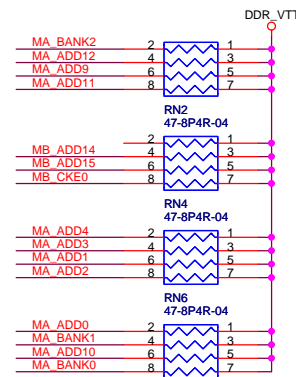 DDR_VTT
MA_BANK2 2 1
MA_ADD12 4 3
MA_ADD9 6 5
MA_ADD11 8 7
RN2
47-8P4R-04
2 1
MB_ADD14 4 3
MB_ADD15 6 5
MB_CKE0 8 7
RN4
47-8P4R-04
MA_ADD4 2 1
MA_ADD3 4 3
MA_ADD1 6 5
MA_ADD2 8 7
RN6
47-8P4R-04
MA_ADD0 2 1
MA_BANK1 4 3
MA_ADD10 6 5
MA_BANK0 8 7